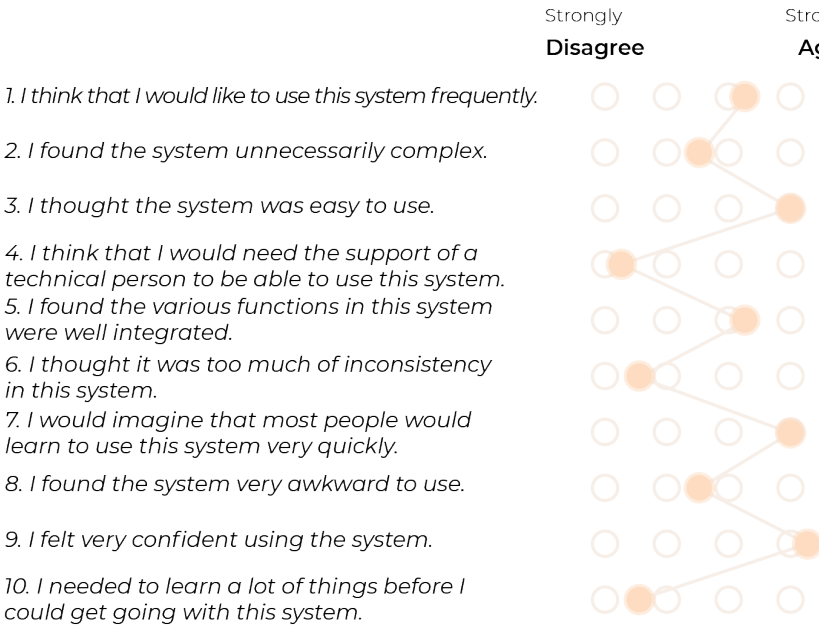 Strongly
Disagree
1. I think that I would like to use this system frequently.
2. I found the system unnecessarily complex.
3. I thought the system was easy to use.
4. I think that I would need the support of a
technical person to be able to use this system.
5. I found the various functions in this system
were well integrated.
6. I thought it was too much of inconsistency
in this system.
7. I would imagine that most people would
learn to use this system very quickly.
8. I found the system very awkward to use.
9. I felt very confident using the system.
10. I needed to learn a lot of things before I
could get going with this system.